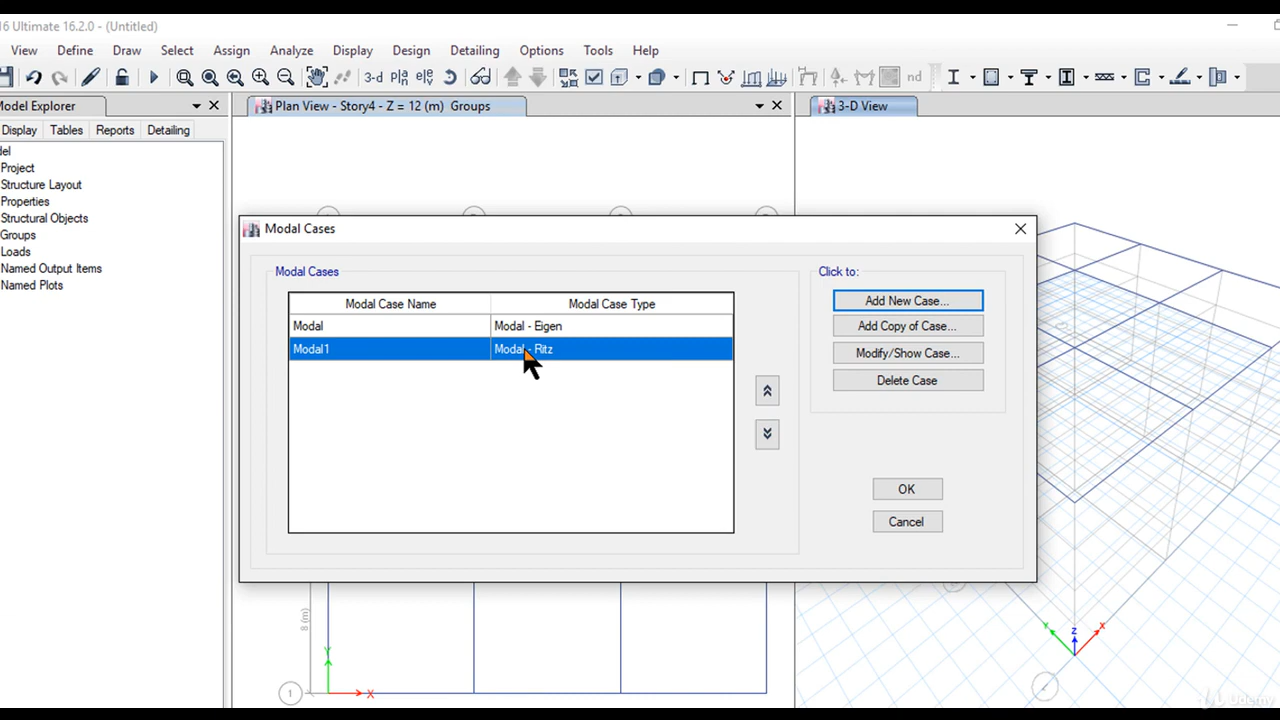 16 Ultimate 16.2.0 - (Untitled)
View Define Draw Select Assign Analyze Display Design Detailing Options Tools Help
3-d nd
Model Explorer
Plan View - Story4 - Z = 12 (m) Groups
3-D View
Display Tables Reports Detailing
Project
Structure Layout
Properties
Structural Objects
Groups
Loads
Named Output Items
Named Plots
Modal Cases
Modal Cases
Click to:
Modal Case Name Modal Case Type
Modal Modal - Eigen
Modal1 Modal - Ritz
Add New Case...
Add Copy of Case...
Modify/Show Case...
Delete Case
OK
Cancel
8 (m)
Y
1
X
Y Z X
Udemy